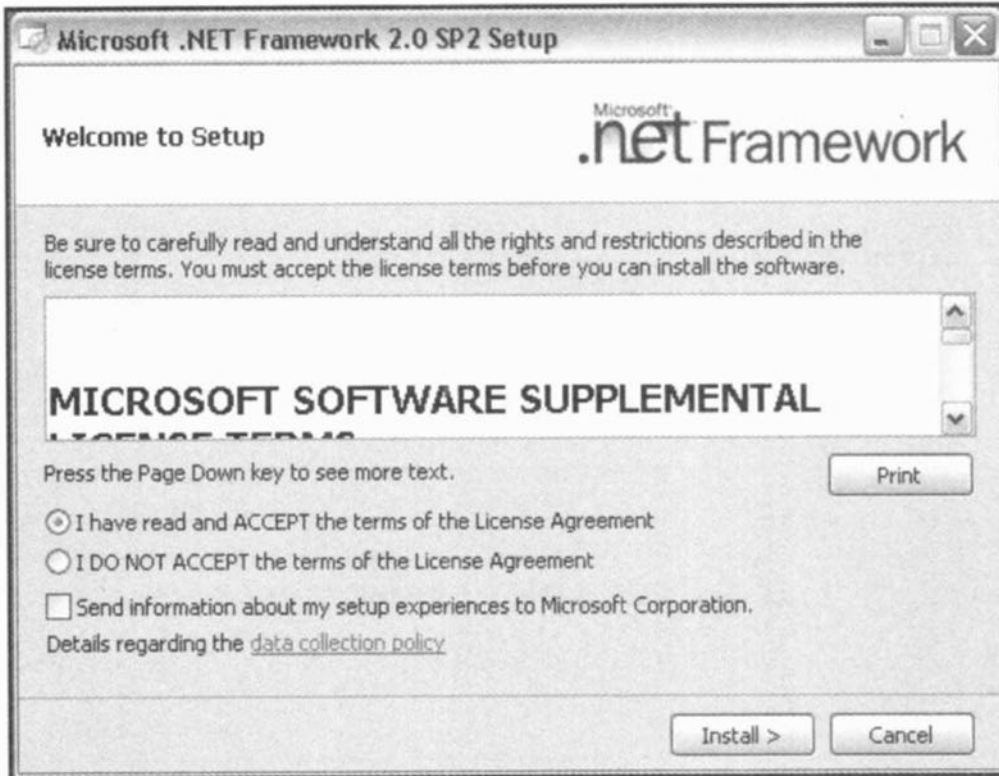 Microsoft .NET Framework 2.0 SP2 Setup
Welcome to Setup
Microsoft
.net Framework
Be sure to carefully read and understand all the rights and restrictions described in the
license terms. You must accept the license terms before you can install the software.
MICROSOFT SOFTWARE SUPPLEMENTAL
LICENSE TERMS
Press the Page Down key to see more text.
Print
I have read and ACCEPT the terms of the License Agreement
I DO NOT ACCEPT the terms of the License Agreement
Send information about my setup experiences to Microsoft Corporation.
Details regarding the data collection policy
Install >
Cancel